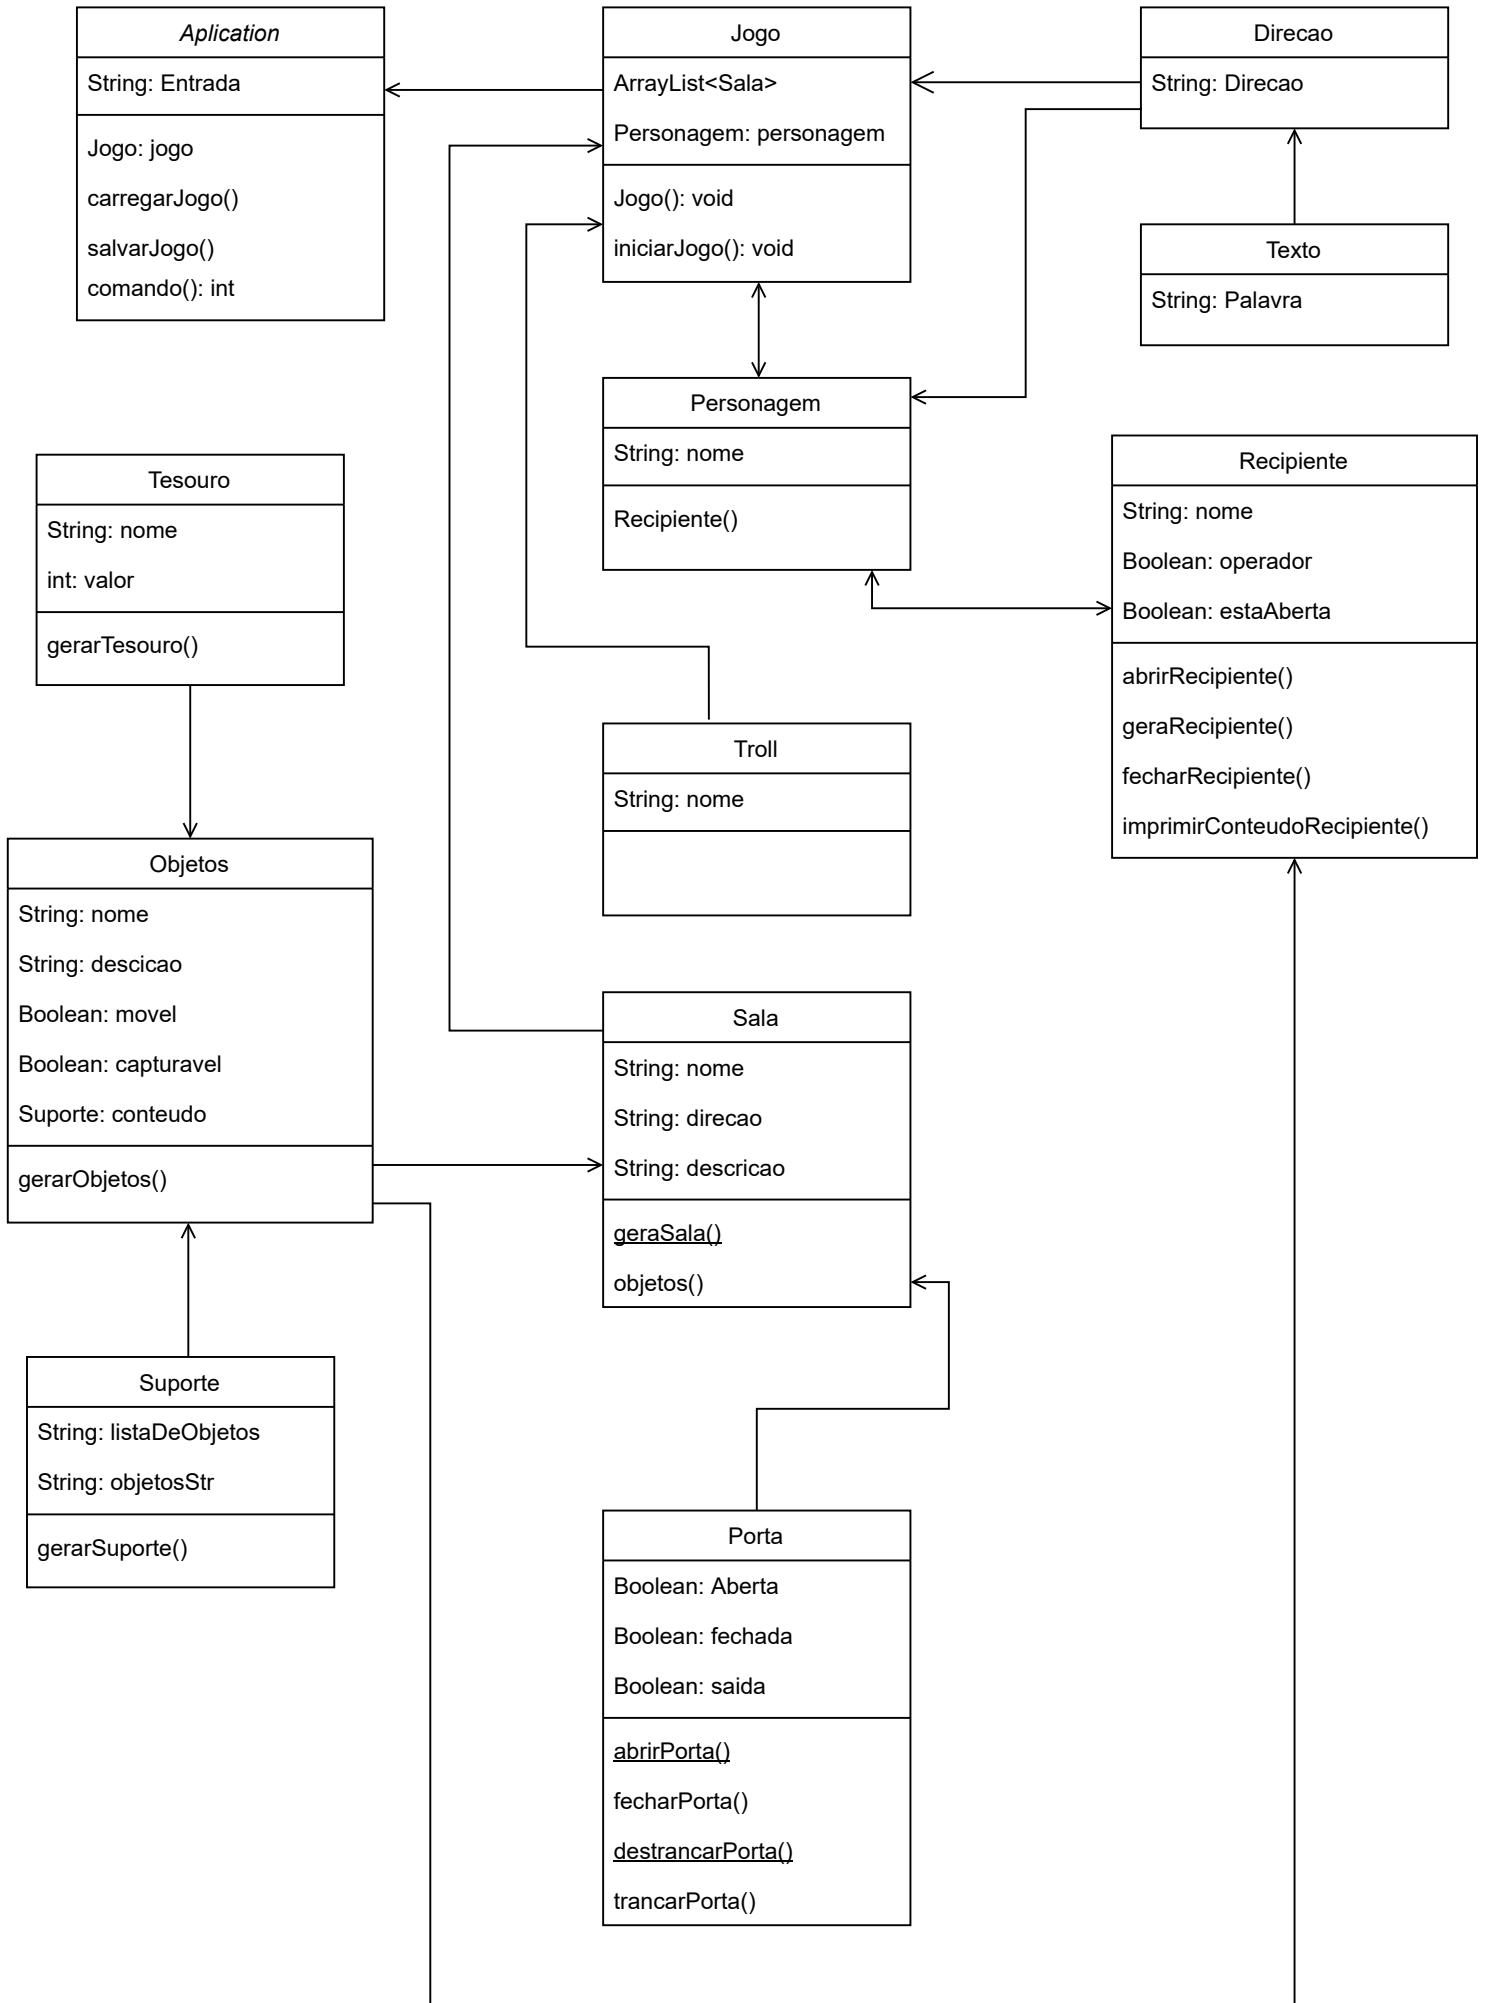 Aplication
String: Entrada
Jogo: jogo
carregarJogo()
salvarJogo()
comando(): int
Jogo
ArrayList<Sala>
Personagem: personagem
Jogo(): void
iniciarJogo(): void
Direcao
String: Direcao
Texto
String: Palavra
Personagem
String: nome
Recipiente()
Recipiente
String: nome
Boolean: operador
Boolean: estaAberta
abrirRecipiente()
geraRecipiente()
fecharRecipiente()
imprimirConteudoRecipiente()
Tesouro
String: nome
int: valor
gerarTesouro()
Troll
String: nome
Objetos
String: nome
String: descicao
Boolean: movel
Boolean: capturavel
Suporte: conteudo
gerarObjetos()
Sala
String: nome
String: direcao
String: descricao
geraSala()
objetos()
Suporte
String: listaDeObjetos
String: objetosStr
gerarSuporte()
Porta
Boolean: Aberta
Boolean: fechada
Boolean: saida
abrirPorta()
fecharPorta()
destrancarPorta()
trancarPorta()